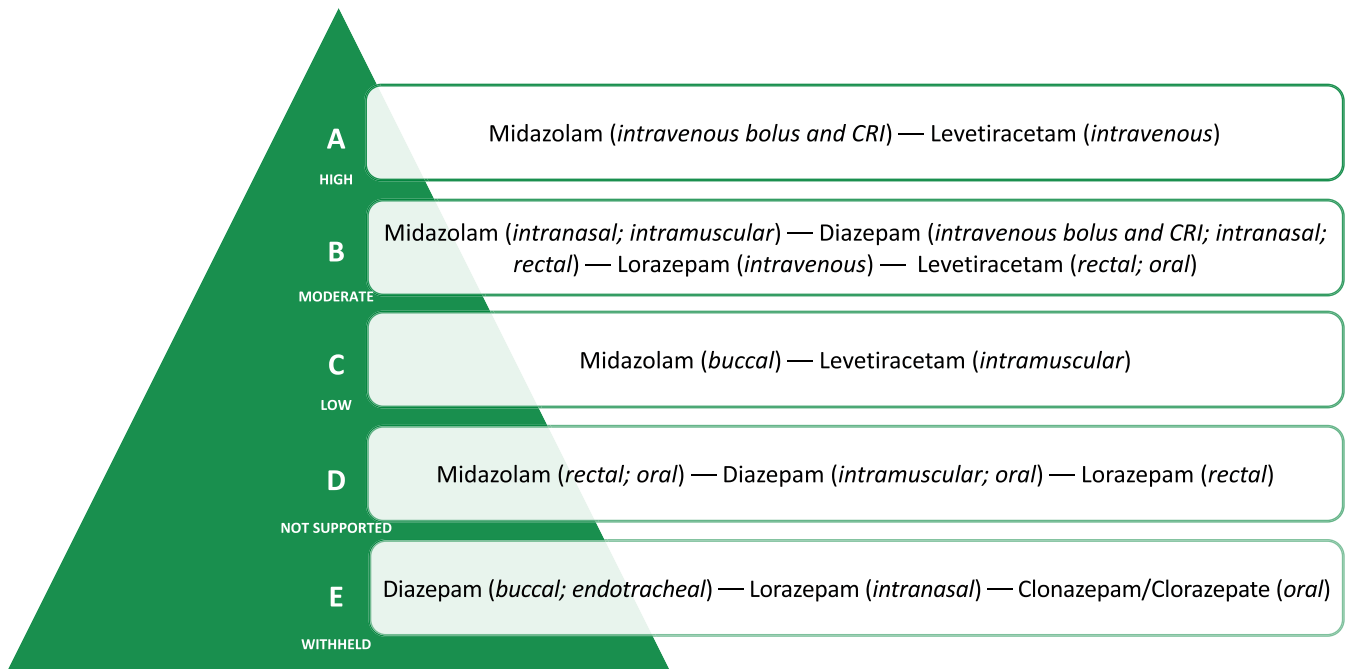 A
HIGH
Midazolam (intravenous bolus and CRI) — Levetiracetam (intravenous)
B
MODERATE
Midazolam (intranasal; intramuscular) — Diazepam (intravenous bolus and CRI; intranasal;
rectal) — Lorazepam (intravenous) — Levetiracetam (rectal; oral)
C
LOW
Midazolam (buccal) — Levetiracetam (intramuscular)
D
NOT SUPPORTED
Midazolam (rectal; oral) — Diazepam (intramuscular; oral) — Lorazepam (rectal)
E
WITHHELD
Diazepam (buccal; endotracheal) — Lorazepam (intranasal) — Clonazepam/Clorazepate (oral)